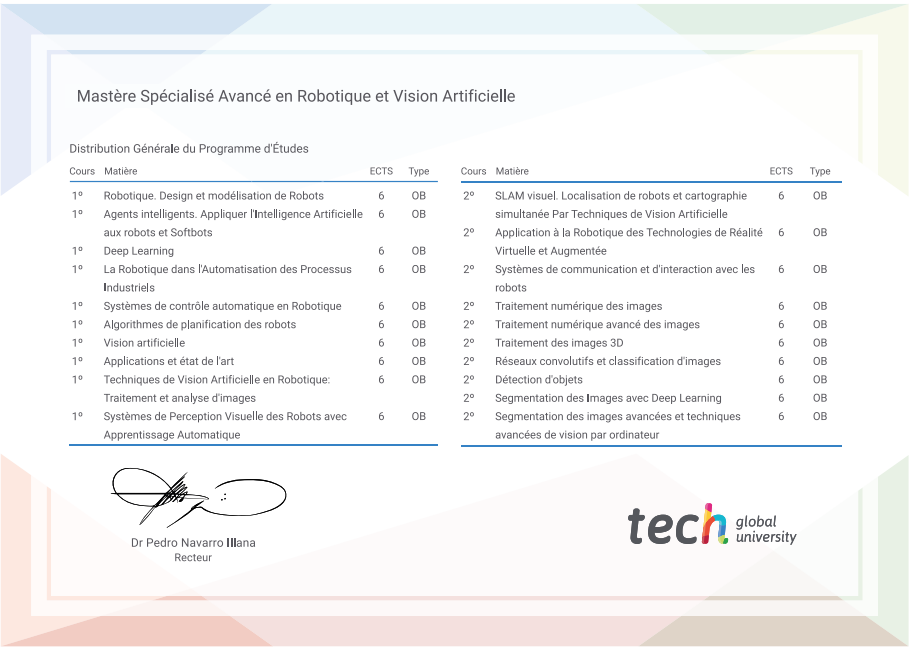 Mastère Spécialisé Avancé en Robotique et Vision Artificielle
Distribution Générale du Programme d'Études
Cours Matière ECTS Type
1º Robotique. Design et modélisation de Robots 6 OB
1º Agents intelligents. Appliquer l'Intelligence Artificielle 6 OB
aux robots et Softbots
1º Deep Learning 6 OB
1º La Robotique dans l'Automatisation des Processus 6 OB
Industriels
1º Systèmes de contrôle automatique en Robotique 6 OB
1º Algorithmes de planification des robots 6 OB
1º Vision artificielle 6 OB
1º Applications et état de l'art 6 OB
1º Techniques de Vision Artificielle en Robotique: 6 OB
Traitement et analyse d'images
1º Systèmes de Perception Visuelle des Robots avec 6 OB
Apprentissage Automatique
Cours Matière ECTS Type
2º SLAM visuel. Localisation de robots et cartographie 6 OB
simultanée Par Techniques de Vision Artificielle
2º Application à la Robotique des Technologies de Réalité 6 OB
Virtuelle et Augmentée
2º Systèmes de communication et d'interaction avec les 6 OB
robots
2º Traitement numérique des images 6 OB
2º Traitement numérique avancé des images 6 OB
2º Traitement des images 3D 6 OB
2º Réseaux convolutifs et classification d'images 6 OB
2º Détection d'objets 6 OB
2º Segmentation des Images avec Deep Learning 6 OB
2º Segmentation des images avancées et techniques 6 OB
avancées de vision par ordinateur
Dr Pedro Navarro Illana
Recteur
tech global
university